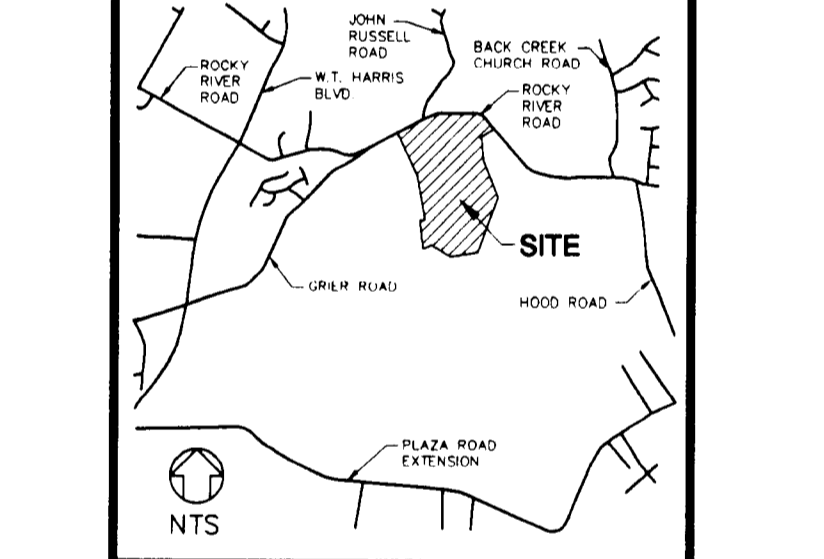 JOHN
RUSSELL
ROAD
BACK CREEK
CHURCH ROAD
ROCKY
RIVER
ROAD
W.T. HARRIS
BLVD.
ROCKY
RIVER
ROAD
SITE
GRIER ROAD
HOOD ROAD
PLAZA ROAD
EXTENSION
NTS